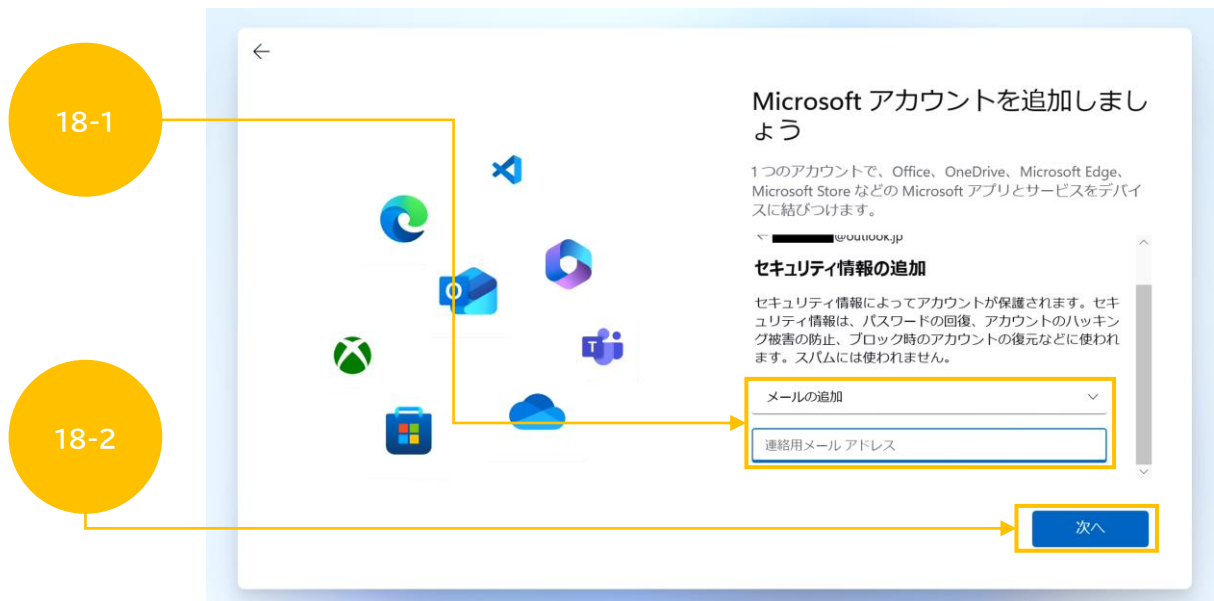 18-1
Microsoft アカウントを追加しまし
ょう
1 つのアカウントで、Office、OneDrive、Microsoft Edge、
Microsoft Store などの Microsoft アプリとサービスをデバイ
スに結びつけます。
@outlook.jp
セキュリティ情報の追加
セキュリティ情報によってアカウントが保護されます。セキ
ュリティ情報は、パスワードの回復、アカウントのハッキン
グ被害の防止、ブロック時のアカウントの復元などに使われ
ます。スパムには使われません。
メールの追加
連絡用メール アドレス
18-2
次へ